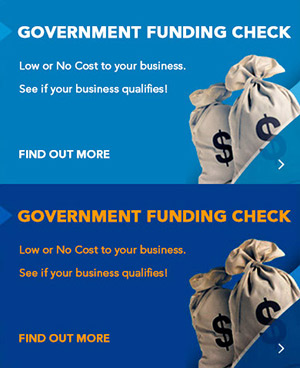 GOVERNMENT FUNDING CHECK
Low or No Cost to your business.
See if your business qualifies!
FIND OUT MORE
$
$
GOVERNMENT FUNDING CHECK
Low or No Cost to your business.
See if your business qualifies!
FIND OUT MORE
$
$